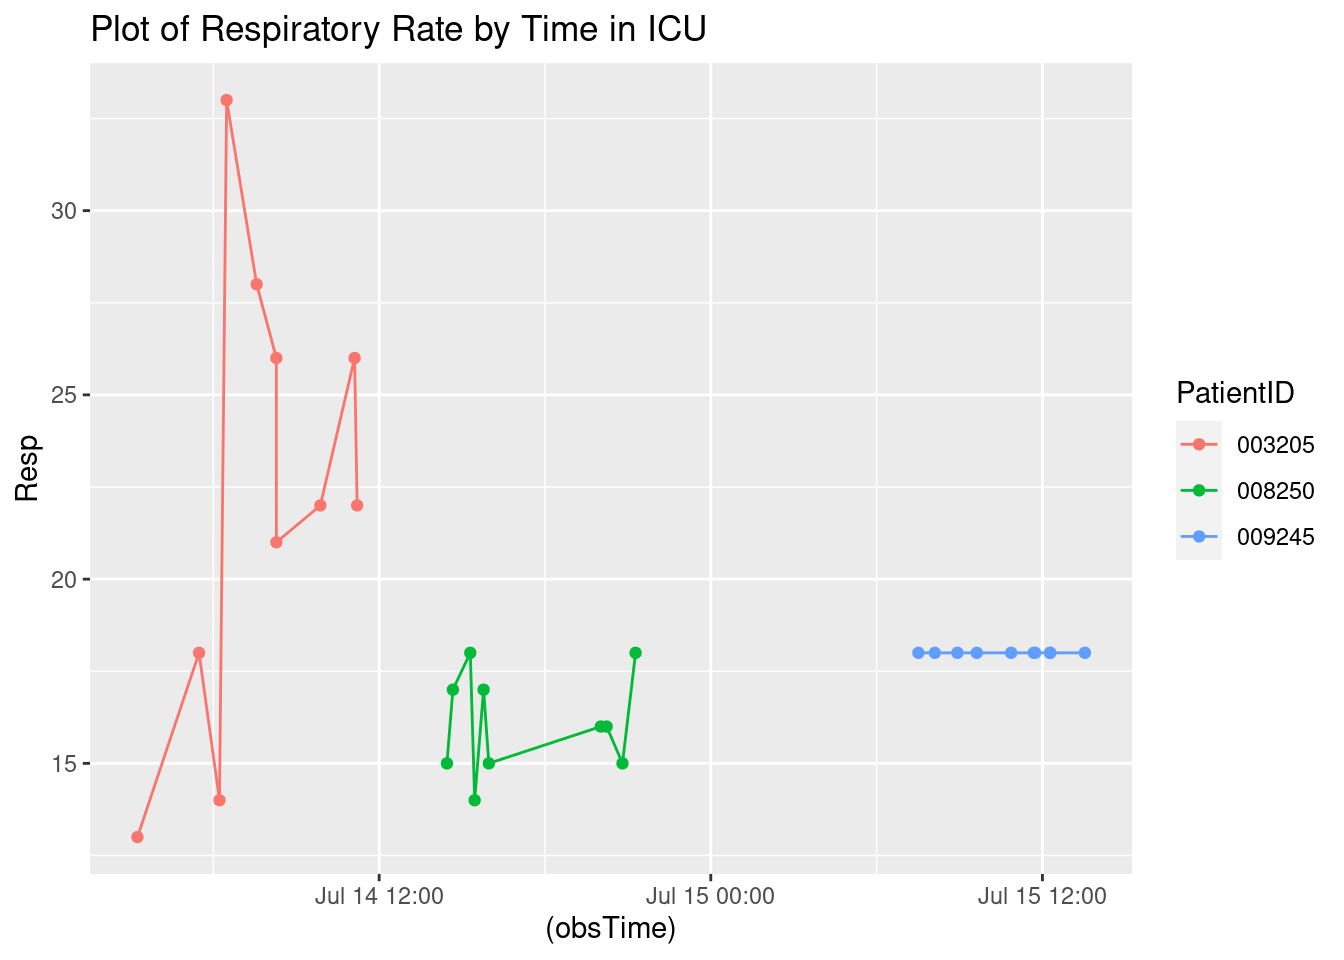 Plot of Respiratory Rate by Time in ICU
Resp
30
25
20
15
Jul 14 12:00
Jul 15 00:00
Jul 15 12:00
(obsTime)
PatientID
003205
008250
009245